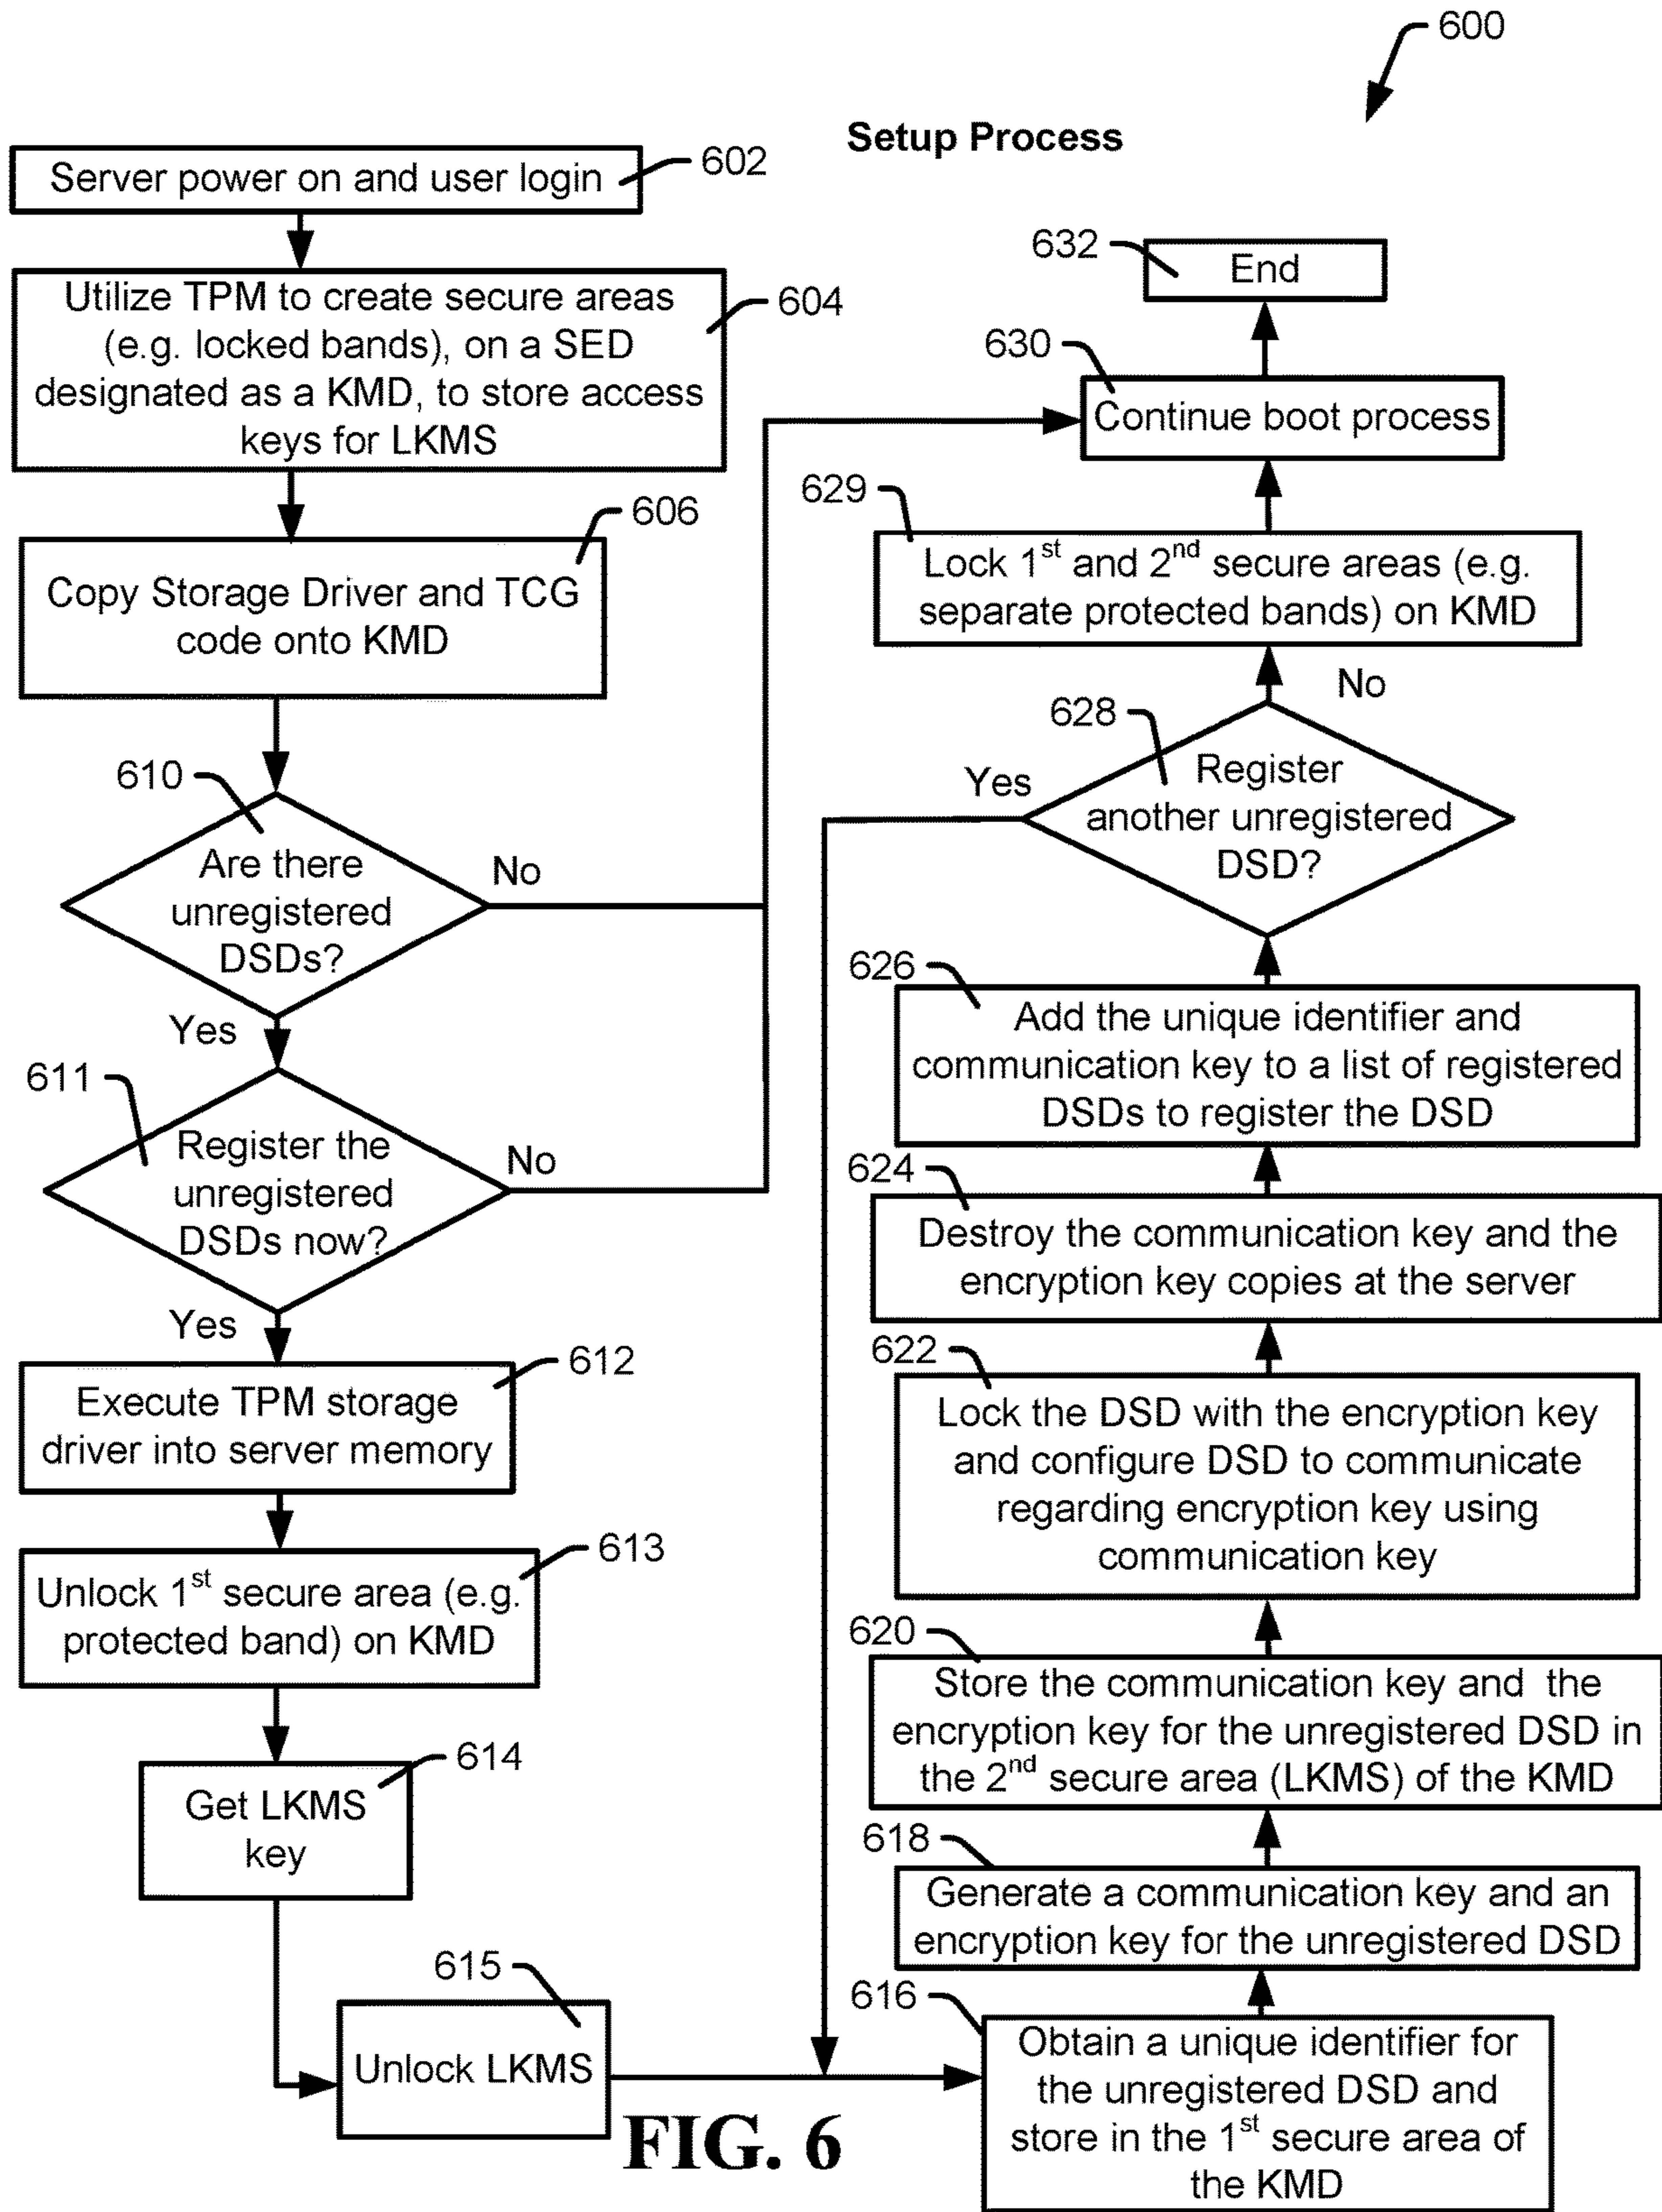 600
Setup Process
Server power on and user login
602
Utilize TPM to create secure areas
(e.g. locked bands), on a SED
designated as a KMD, to store access
keys for LKMS
604
Copy Storage Driver and TCG
code onto KMD
606
610
Are there
unregistered
DSDs?
No
Yes
611
Register the
unregistered
DSDs now?
No
Yes
Execute TPM storage
driver into server memory
612
Unlock 1st secure area (e.g.
protected band) on KMD
613
Get LKMS
key
614
615
Unlock LKMS
616
Obtain a unique identifier for
the unregistered DSD and
store in the 1st secure area of
the KMD
618
Generate a communication key and an
encryption key for the unregistered DSD
620
Store the communication key and the
encryption key for the unregistered DSD in
the 2nd secure area (LKMS) of the KMD
622
Lock the DSD with the encryption key
and configure DSD to communicate
regarding encryption key using
communication key
624
Destroy the communication key and the
encryption key copies at the server
626
Add the unique identifier and
communication key to a list of registered
DSDs to register the DSD
628
Register
another unregistered
DSD?
Yes
No
629
Lock 1st and 2nd secure areas (e.g.
separate protected bands) on KMD
630
Continue boot process
632
End
FIG. 6